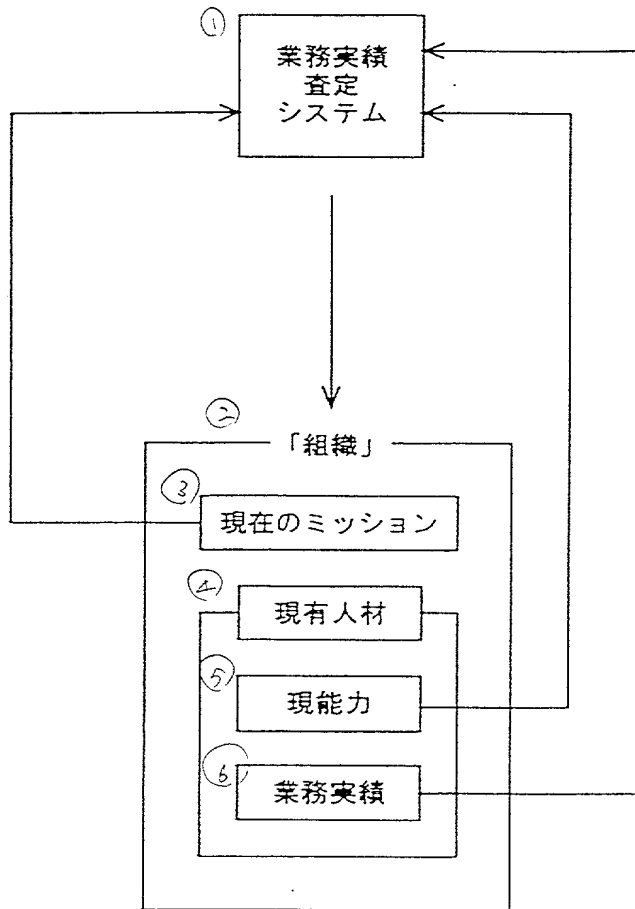 ①
業務実績
査定
システム
②
「組織」
③
現在のミッション
④
現有人材
⑤
現能力
⑥
業務実績